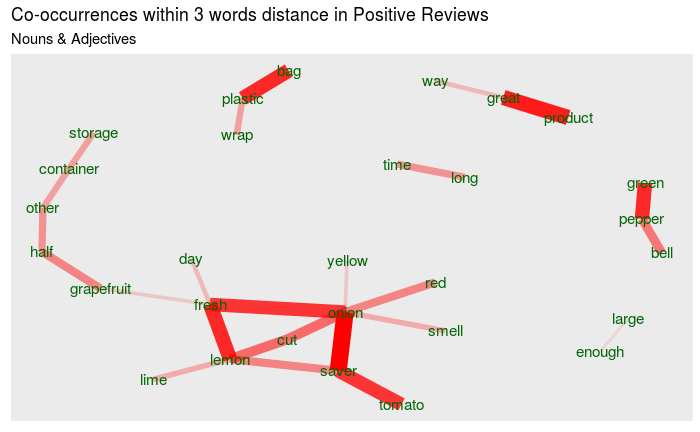 Co-occurrences within 3 words distance in Positive Reviews
Nouns & Adjectives
bag
way
plastic
great
product
storage
wrap
container
time
long
green
other
pepper
half
bell
day
yellow
grapefruit
red
fresh
onion
large
smell
cut
enough
lemon
saver
lime
tomato